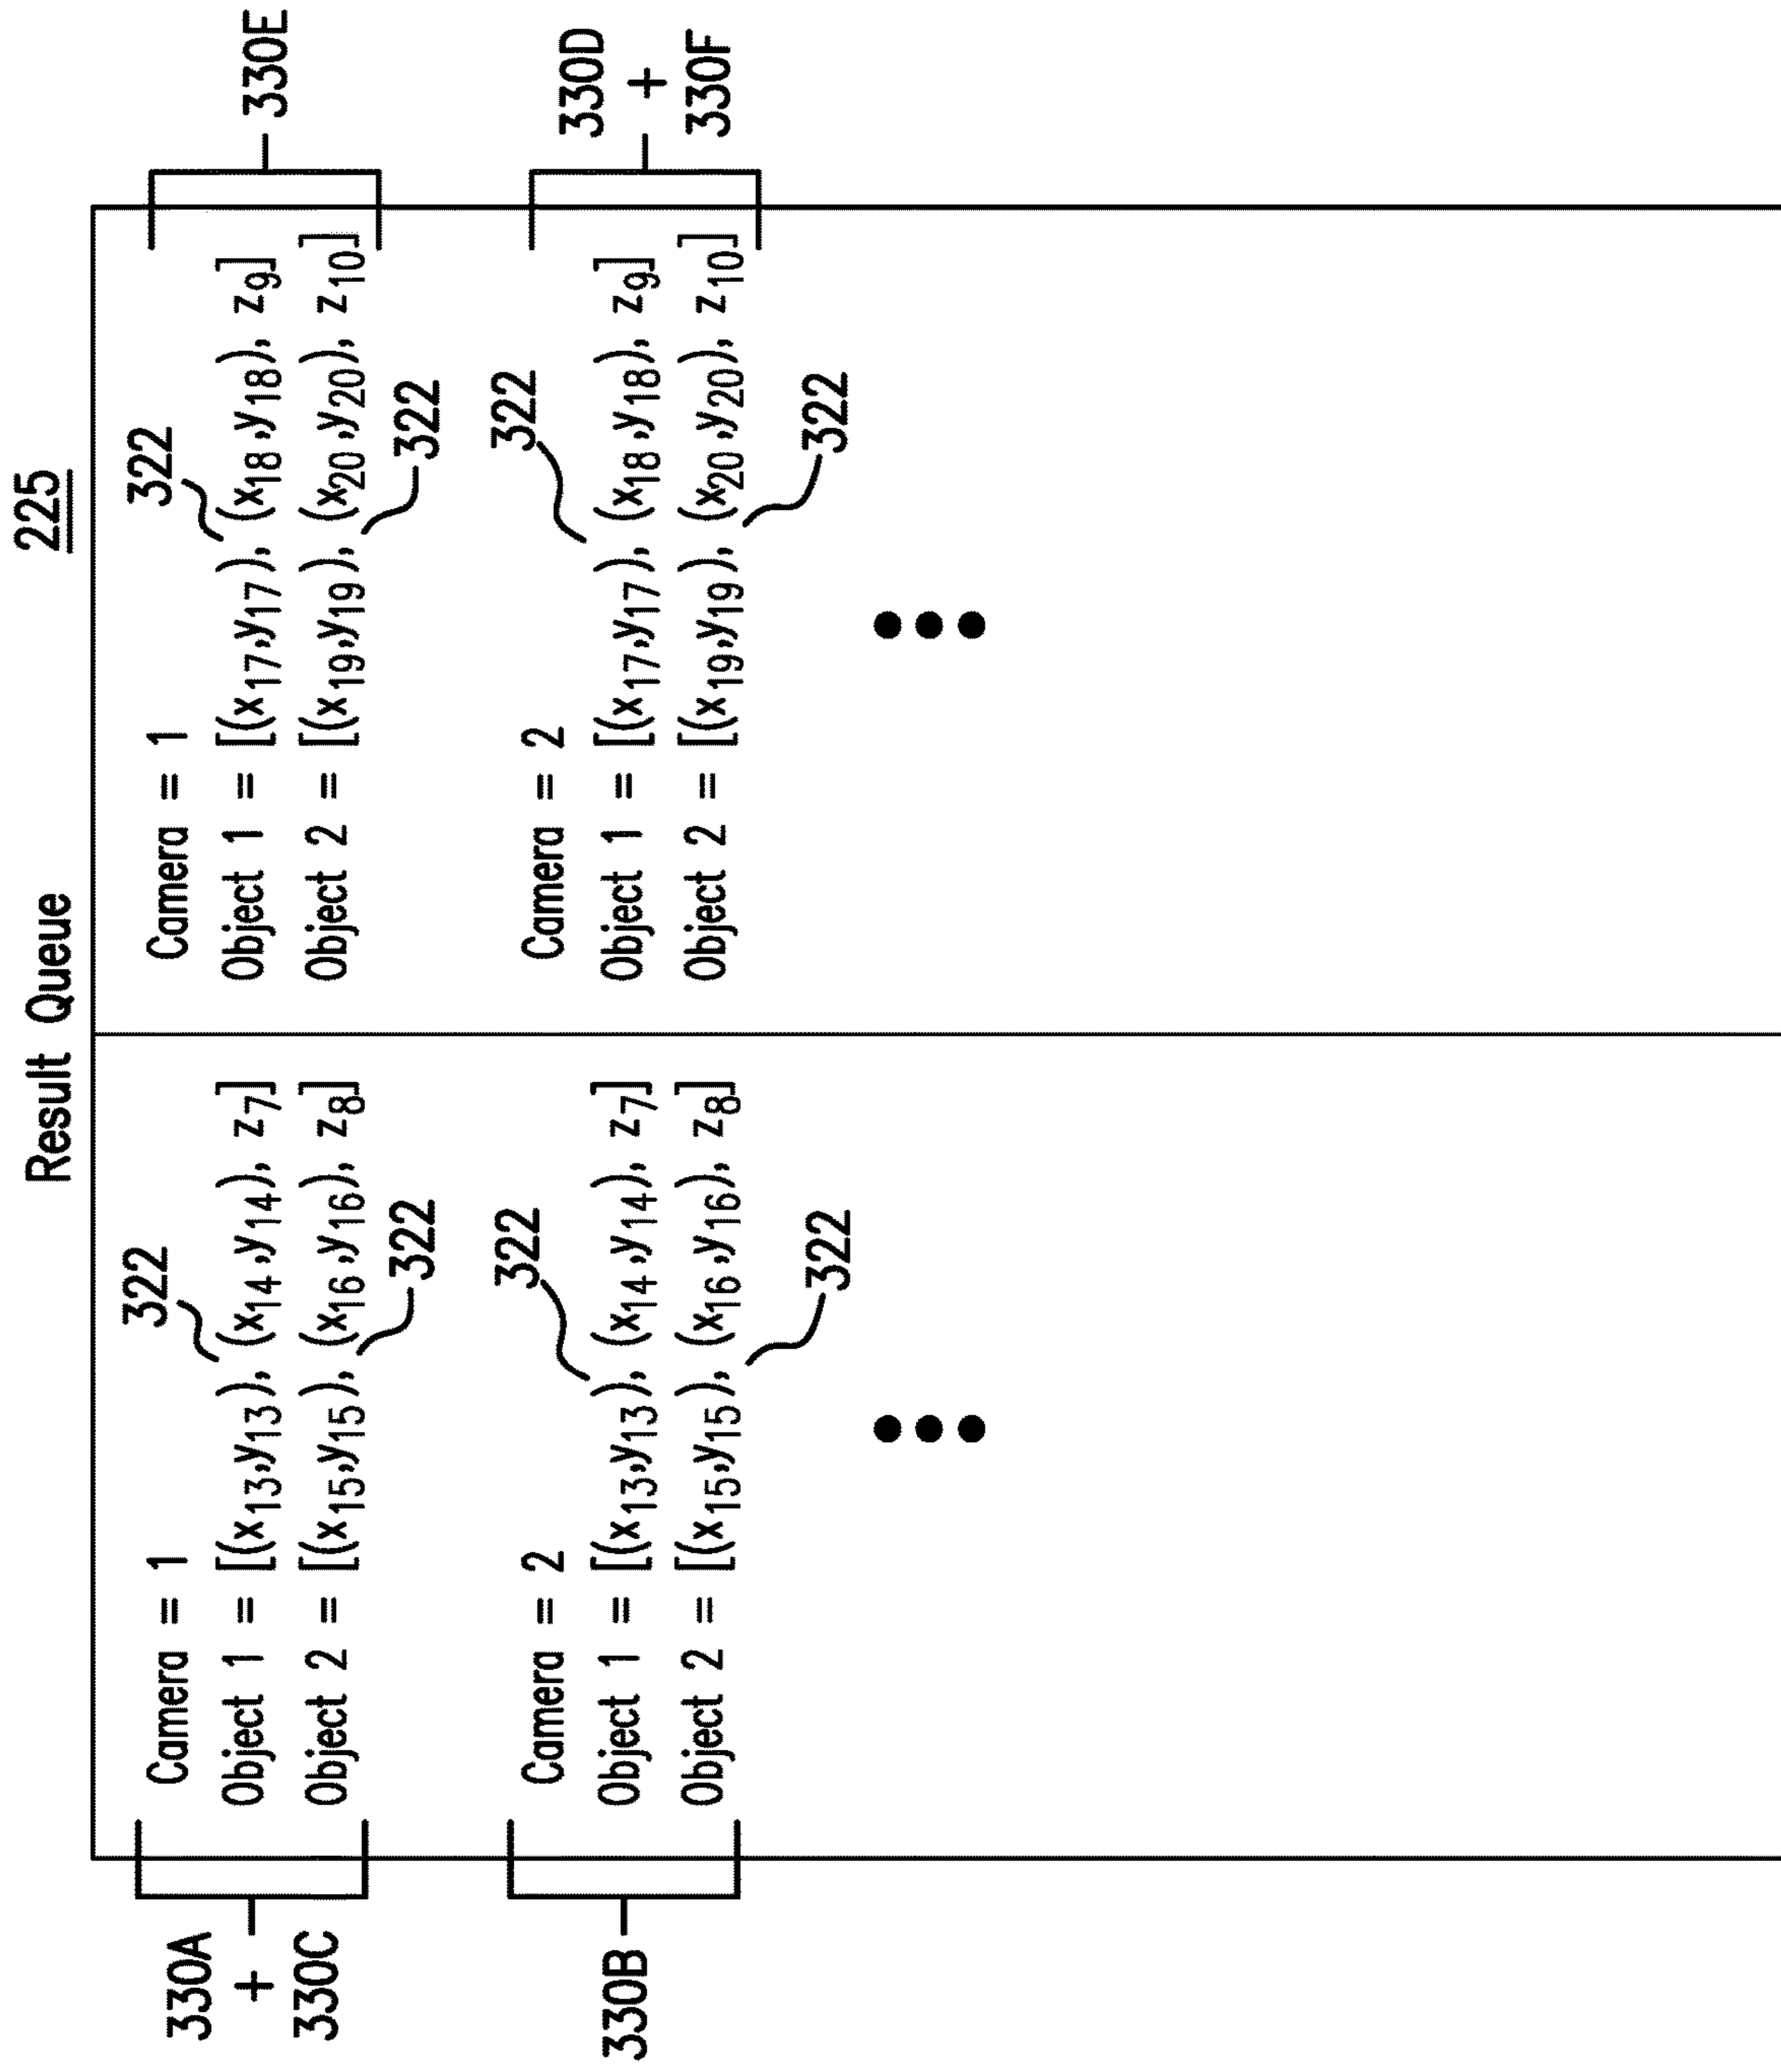 Result Queue
225
330A
+
330C
Camera = 1
322
Object 1 = [(x13,y13), (x14,y14), z7]
Object 2 = [(x15,y15), (x16,y16), z8]
322
330B
Camera = 2
322
Object 1 = [(x13,y13), (x14,y14), z7]
Object 2 = [(x15,y15), (x16,y16), z8]
322
330E
Camera = 1
322
Object 1 = [(x17,y17), (x18,y18), z9]
Object 2 = [(x19,y19), (x20,y20), z10]
322
330D
+
330F
Camera = 2
322
Object 1 = [(x17,y17), (x18,y18), z9]
Object 2 = [(x19,y19), (x20,y20), z10]
322